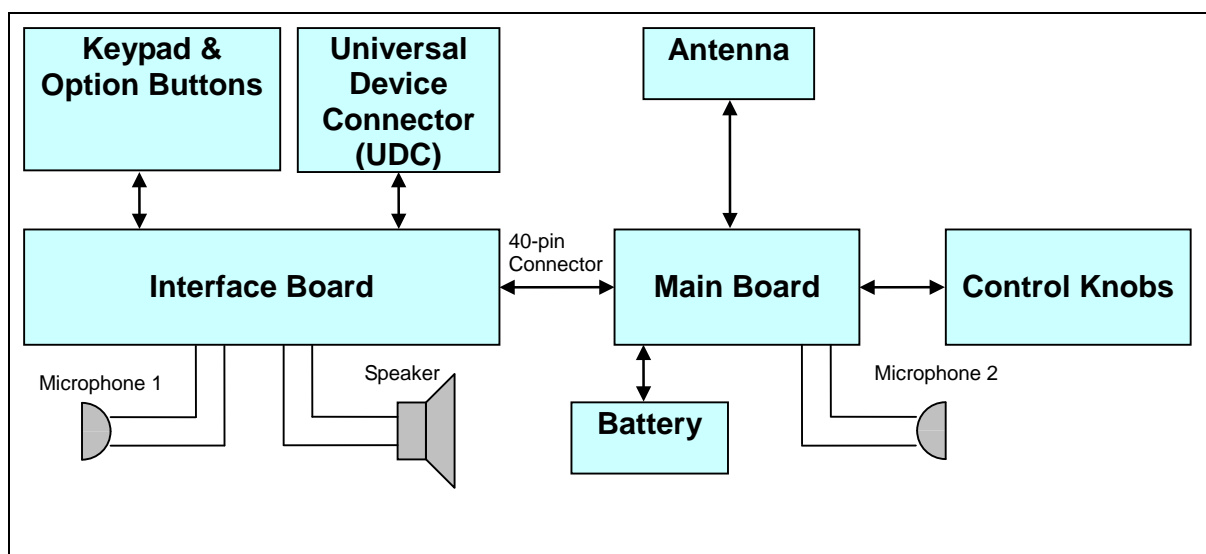 Keypad &
Option Buttons
Universal
Device
Connector
(UDC)
Antenna
Interface Board
40-pin
Connector
Main Board
Control Knobs
Microphone 1
Speaker
Battery
Microphone 2